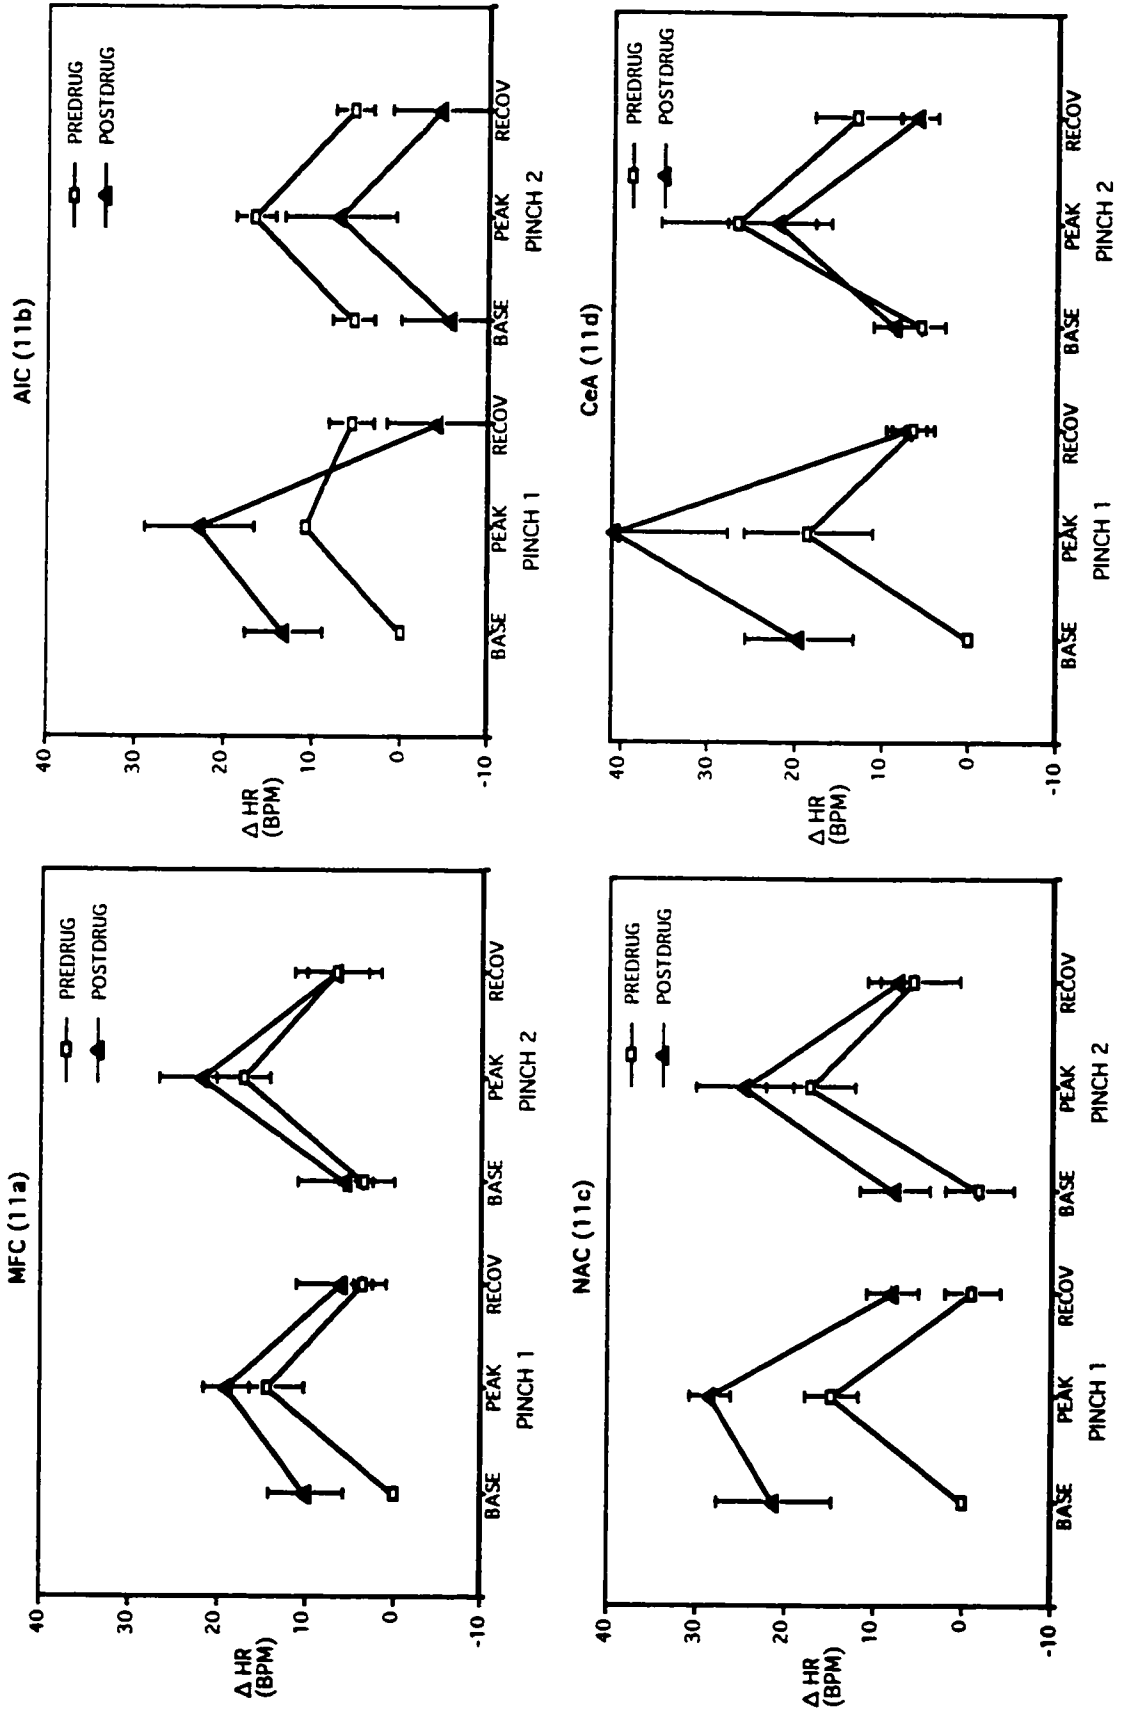 MFC (11a)
PREDRUG
POSTDRUG
Δ HR
(BPM)
40
30
20
10
0
-10
BASE PEAK RECOV BASE PEAK RECOV
PINCH 1 PINCH 2
AIC (11b)
PREDRUG
POSTDRUG
Δ HR
(BPM)
40
30
20
10
0
-10
BASE PEAK RECOV BASE PEAK RECOV
PINCH 1 PINCH 2
NAC (11c)
PREDRUG
POSTDRUG
Δ HR
(BPM)
40
30
20
10
0
-10
BASE PEAK RECOV BASE PEAK RECOV
PINCH 1 PINCH 2
CeA (11d)
PREDRUG
POSTDRUG
Δ HR
(BPM)
40
30
20
10
0
-10
BASE PEAK RECOV BASE PEAK RECOV
PINCH 1 PINCH 2